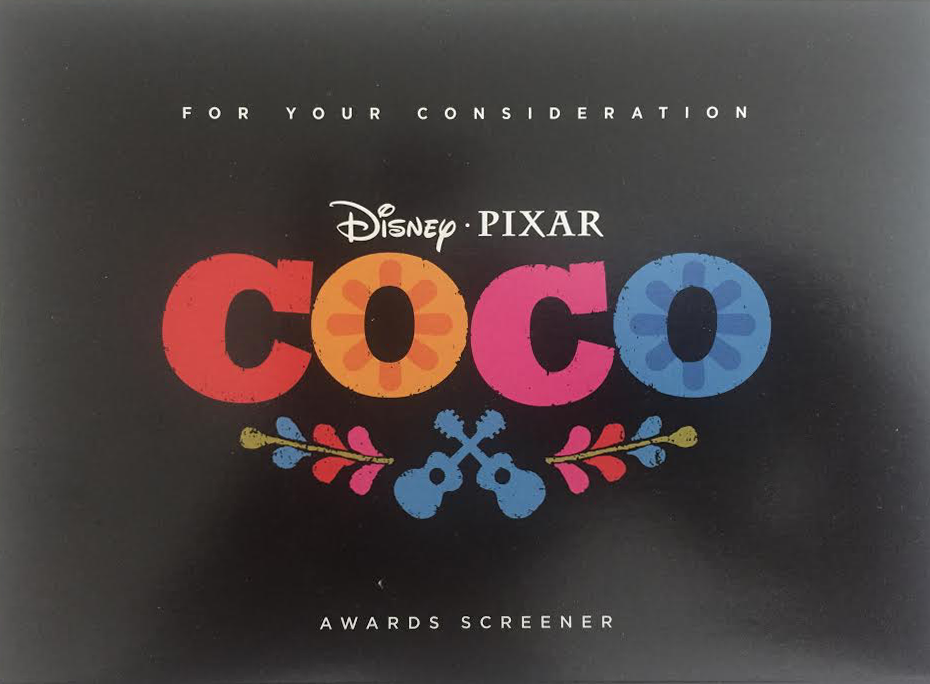 FOR YOUR CONSIDERATION
Disney · PIXAR
COCO
AWARDS SCREENER